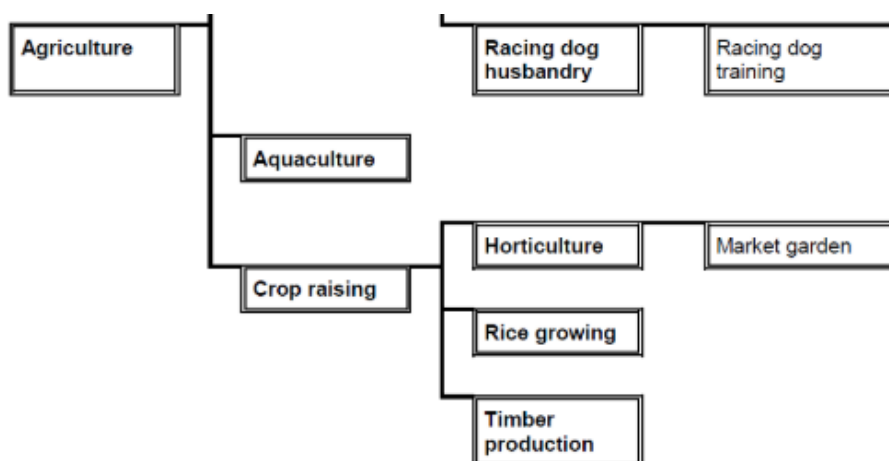 Agriculture
Racing dog
husbandry
Racing dog
training
Aquaculture
Horticulture
Market garden
Crop raising
Rice growing
Timber
production